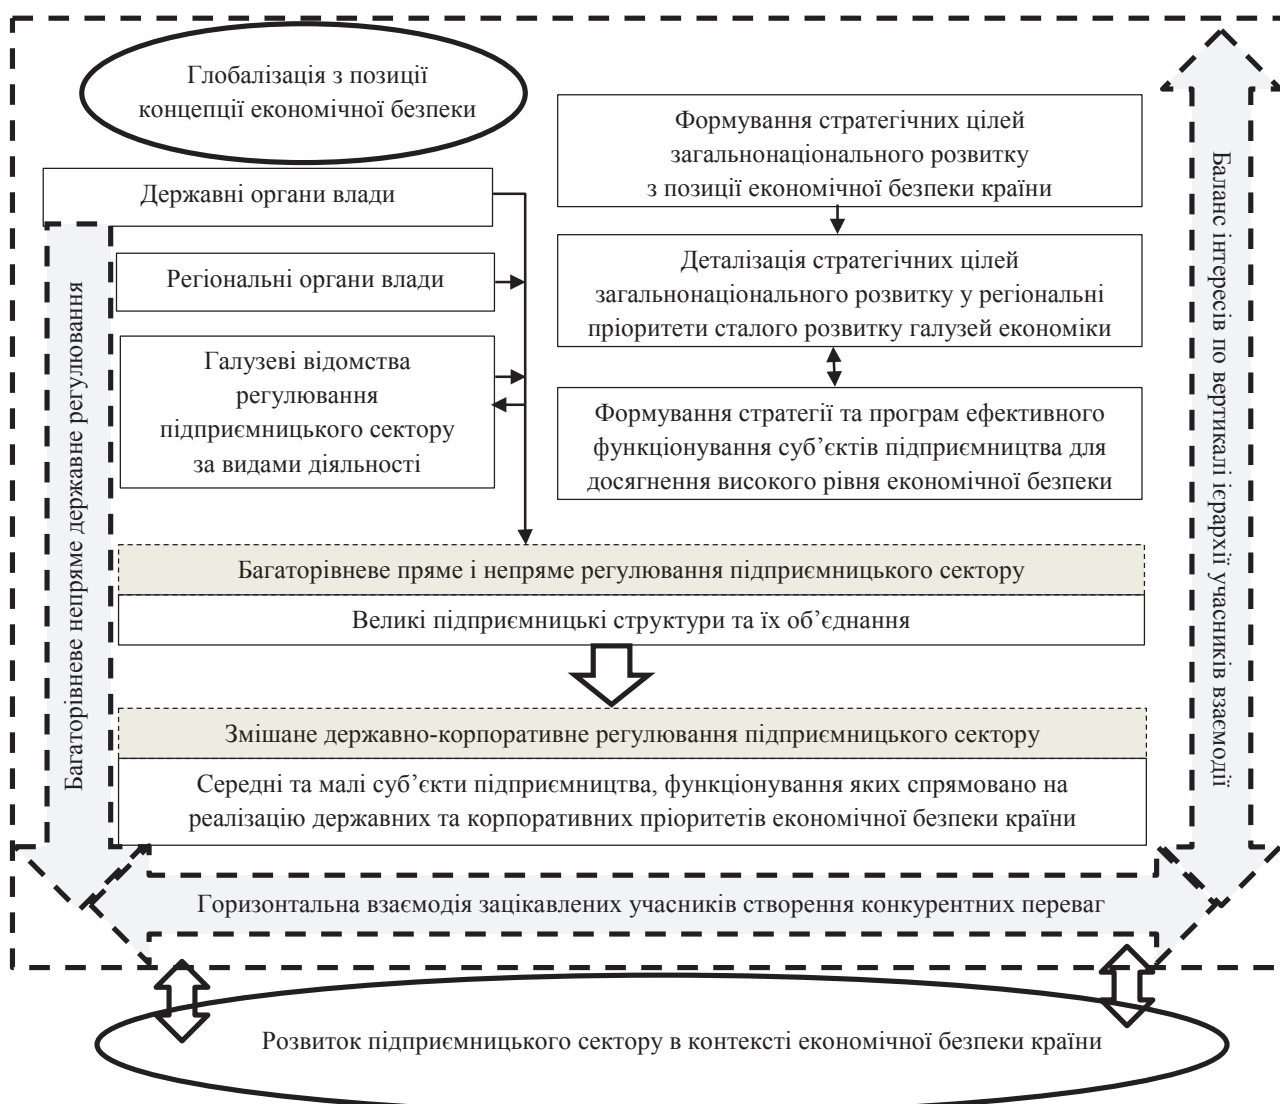 Глобалізація з позиції
концепції економічної безпеки
Державні органи влади
Регіональні органи влади
Галузеві відомства
регулювання
підприємницького сектору
за видами діяльності
Формування стратегічних цілей
загальнонаціонального розвитку
з позиції економічної безпеки країни
Деталізація стратегічних цілей
загальнонаціонального розвитку у регіональні
пріоритети сталого розвитку галузей економіки
Формування стратегії та програм ефективного
функціонування суб’єктів підприємництва для
досягнення високого рівня економічної безпеки
Багаторівневе непряме державне регулювання
Баланс інтересів по вертикалі ієрархії учасників взаємодії
Багаторівневе пряме і непряме регулювання підприємницького сектору
Великі підприємницькі структури та їх об’єднання
Змішане державно-корпоративне регулювання підприємницького сектору
Середні та малі суб’єкти підприємництва, функціонування яких спрямовано на
реалізацію державних та корпоративних пріоритетів економічної безпеки країни
Горизонтальна взаємодія зацікавлених учасників створення конкурентних переваг
Розвиток підприємницького сектору в контексті економічної безпеки країни